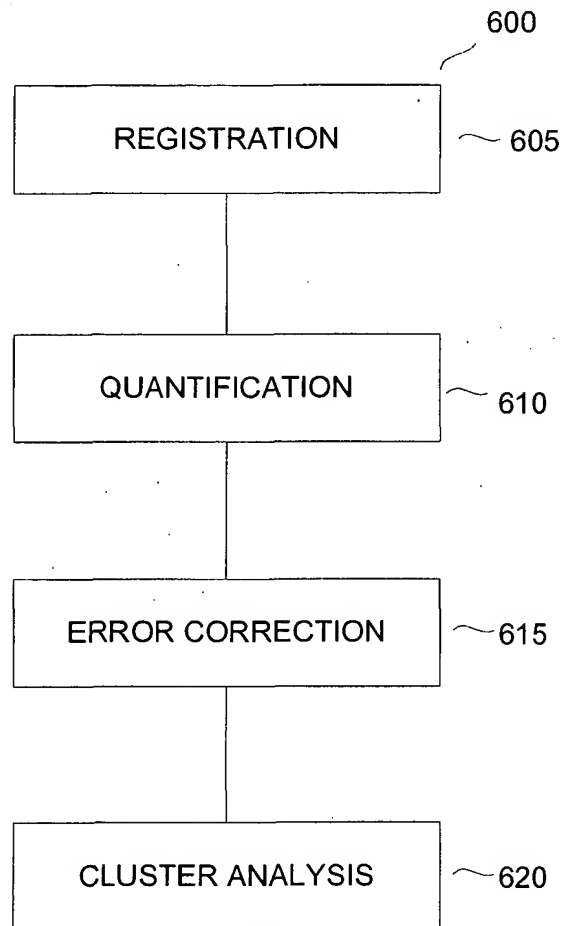 600
REGISTRATION
605
QUANTIFICATION
610
ERROR CORRECTION
615
CLUSTER ANALYSIS
620